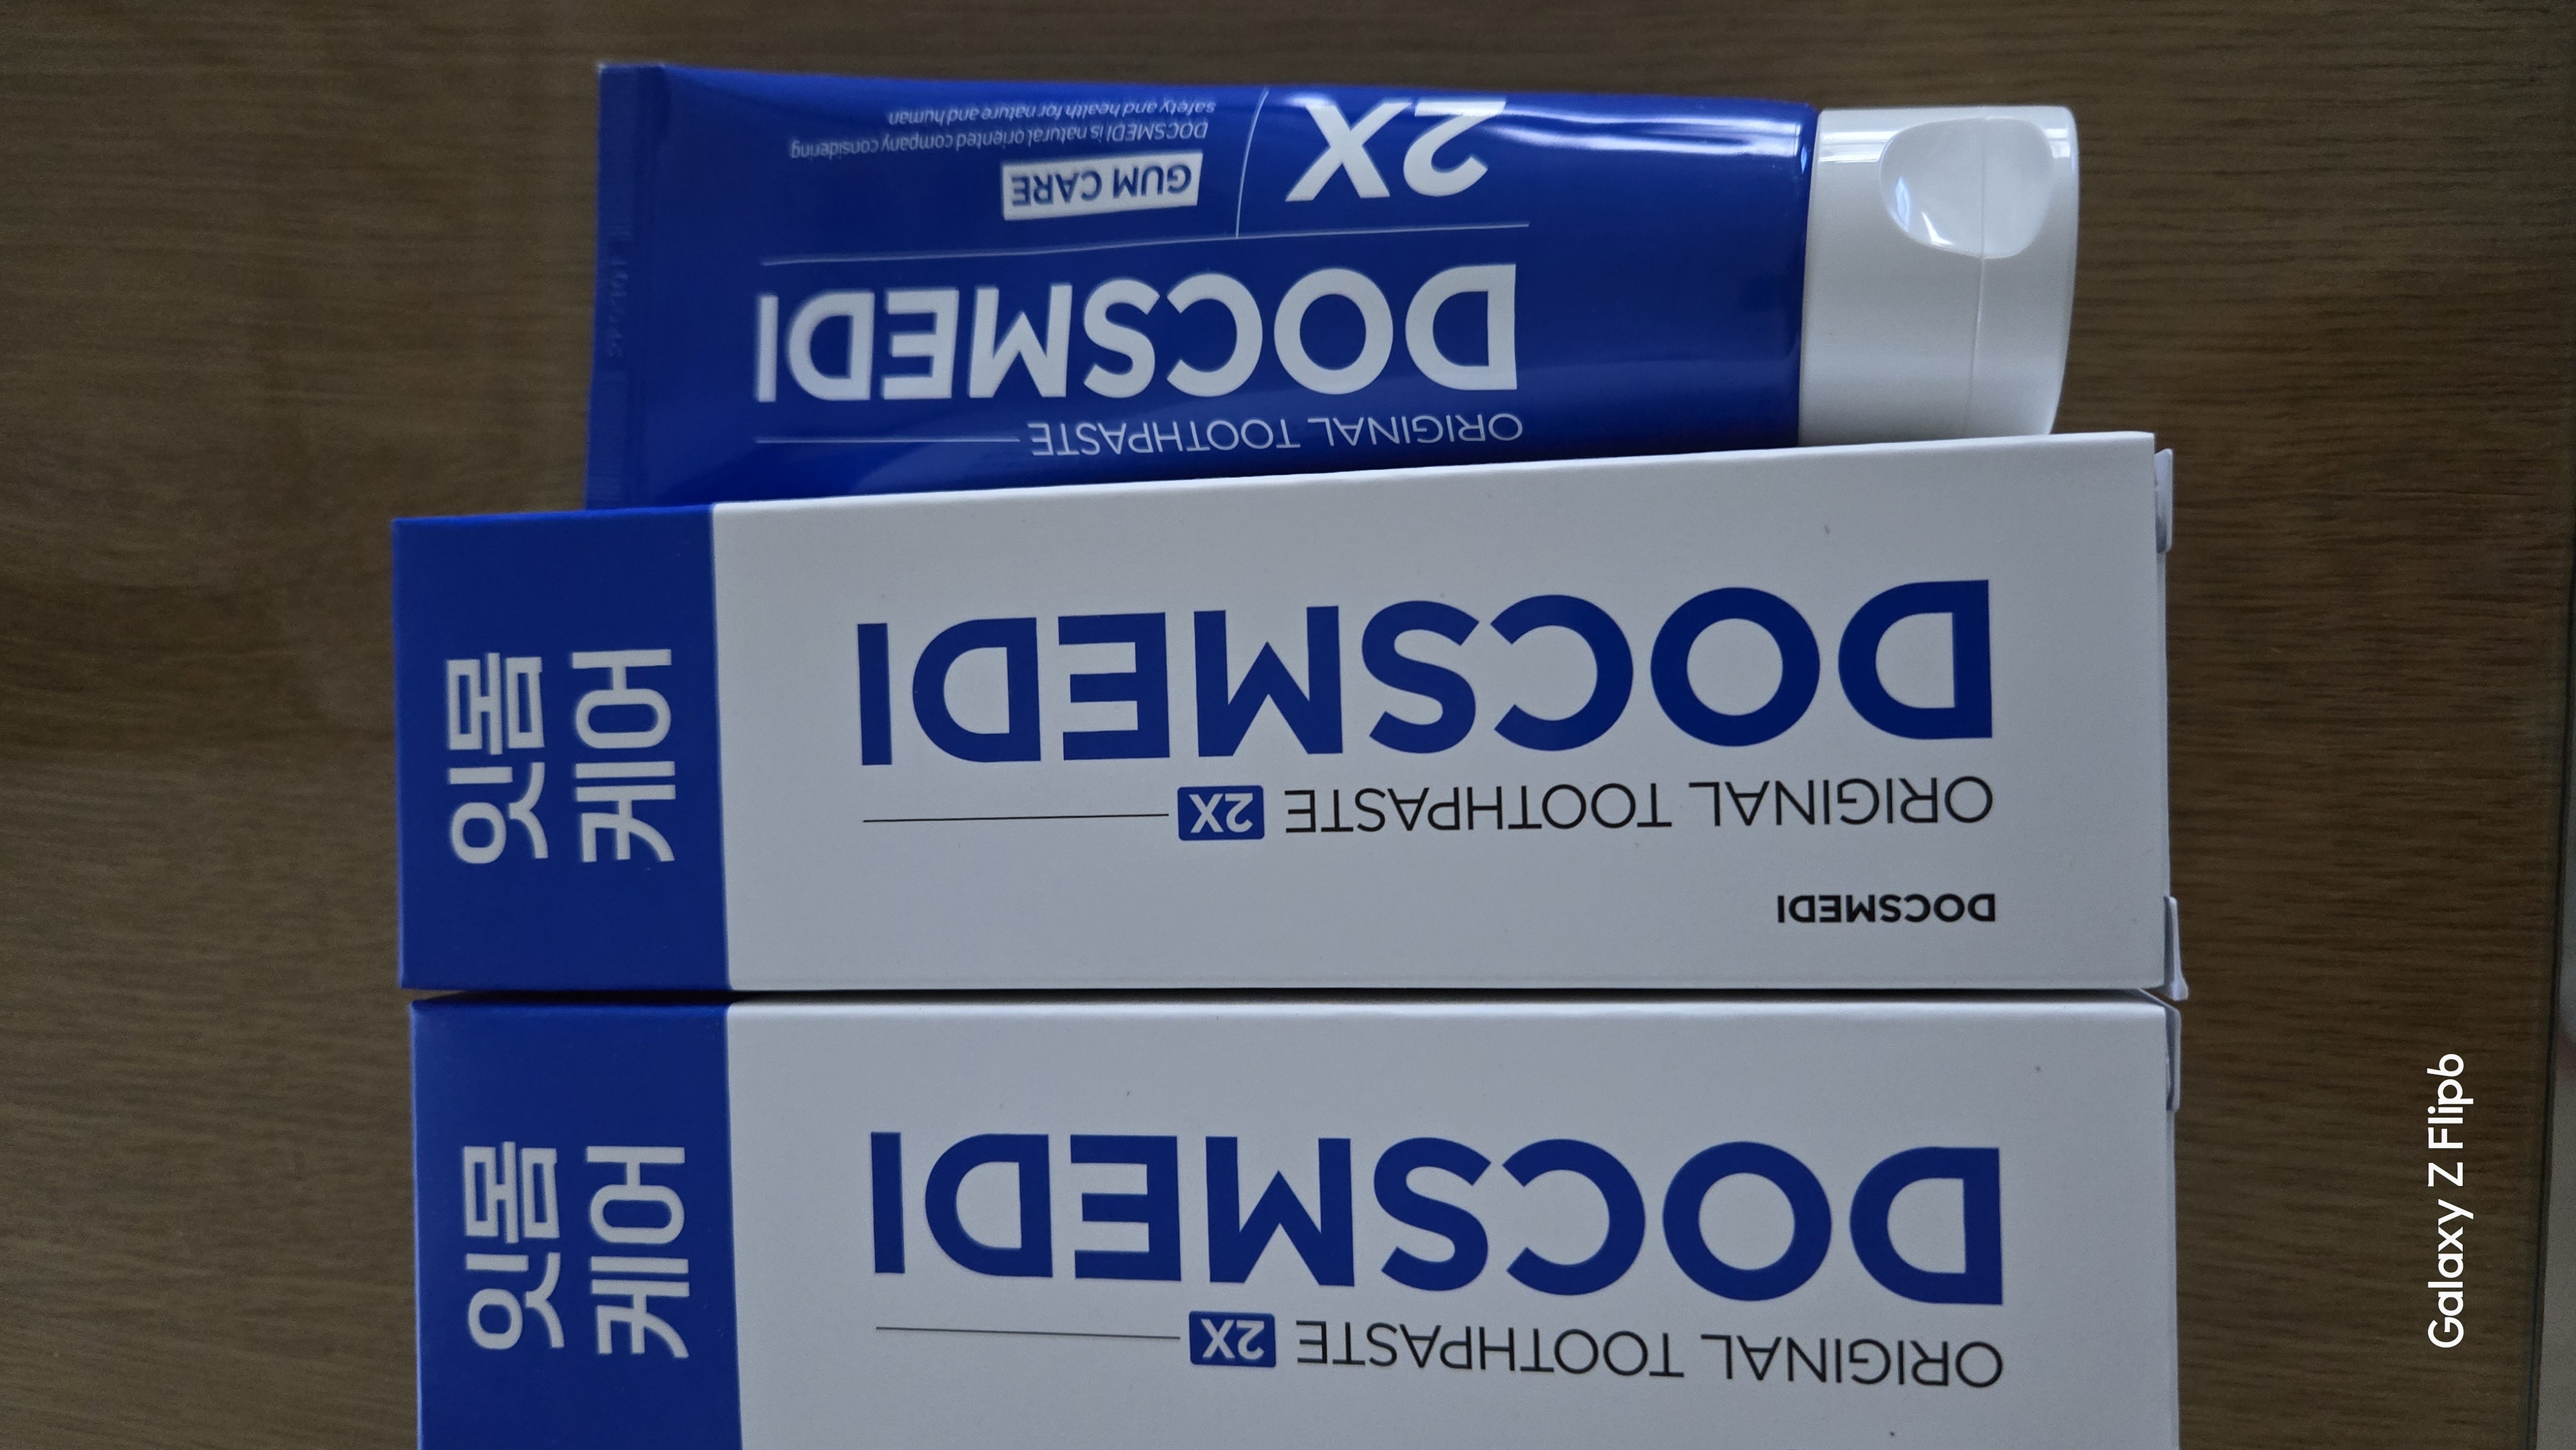 ORIGINAL TOOTHPASTE
DOCSMEDI
2X
GUM CARE
DOCSMEDI is natural oriented company considering
safety and health for nature and human
DOCSMEDI
ORIGINAL TOOTHPASTE 2X
DOCSMEDI
잇몸
케어
ORIGINAL TOOTHPASTE 2X
DOCSMEDI
잇몸
케어
Galaxy Z Flip6